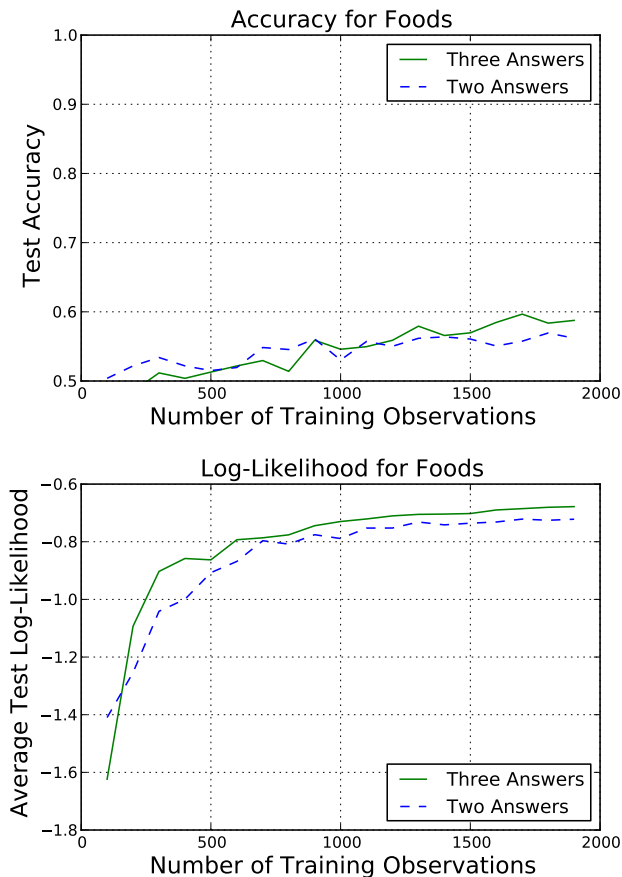 Accuracy for Foods
1.0
0.9
0.8
0.7
0.6
0.5
Test Accuracy
Three Answers
Two Answers
0 500 1000 1500 2000
Number of Training Observations
Log-Likelihood for Foods
−0.6
−0.8
−1.0
−1.2
−1.4
−1.6
−1.8
Average Test Log-Likelihood
Three Answers
Two Answers
0 500 1000 1500 2000
Number of Training Observations